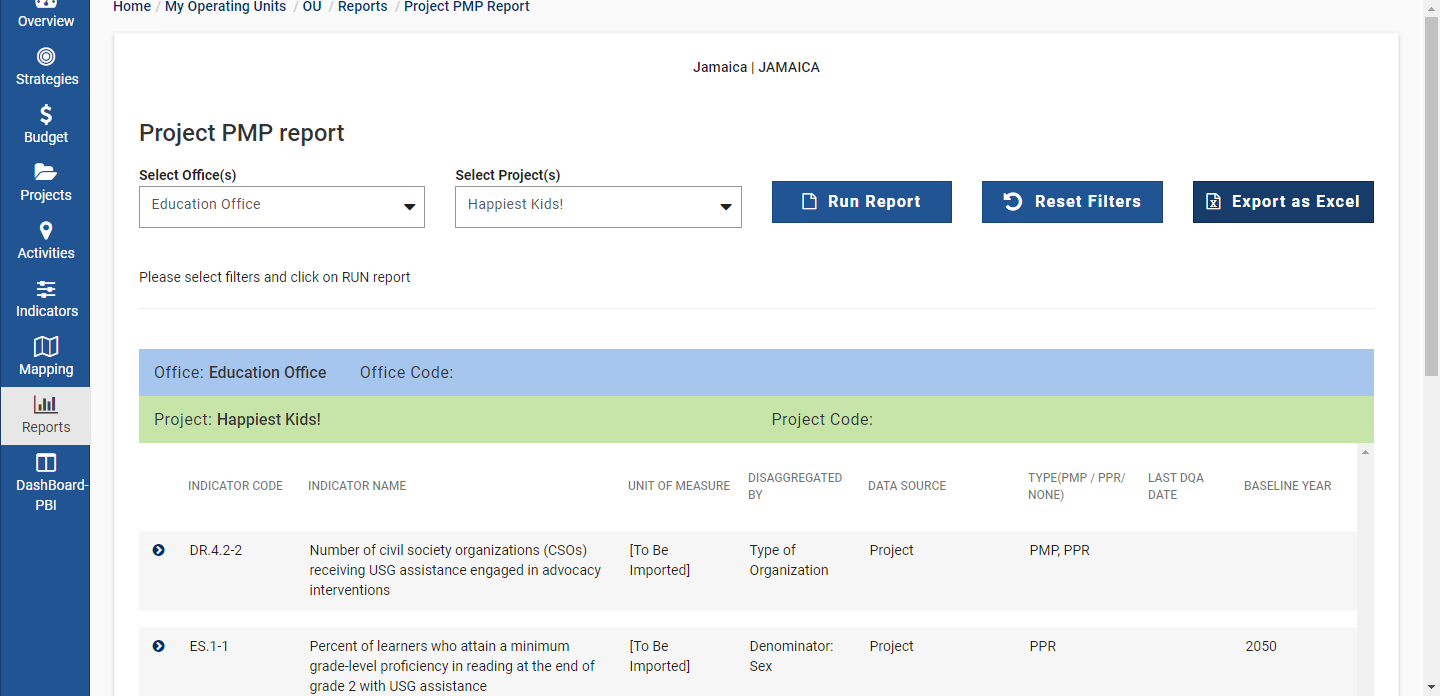 Overview
Strategies
Budget
Projects
Activities
Indicators
Mapping
Reports
DashBoard-
PBI
Home / My Operating Units / OU / Reports / Project PMP Report
Jamaica | JAMAICA
Project PMP report
Select Office(s)
Education Office
Select Project(s)
Happiest Kids!
Run Report
Reset Filters
Export as Excel
Please select filters and click on RUN report
Office: Education Office Office Code:
Project: Happiest Kids! Project Code:
INDICATOR CODE
INDICATOR NAME
UNIT OF MEASURE
DISAGGREGATED
BY
DATA SOURCE
TYPE(PMP / PPR/
NONE)
LAST DQA
DATE
BASELINE YEAR
DR.4.2-2
Number of civil society organizations (CSOs)
receiving USG assistance engaged in advocacy
interventions
[To Be
Imported]
Type of
Organization
Project
PMP, PPR
ES.1-1
Percent of learners who attain a minimum
grade-level proficiency in reading at the end of
grade 2 with USG assistance
[To Be
Imported]
Denominator:
Sex
Project
PPR
2050